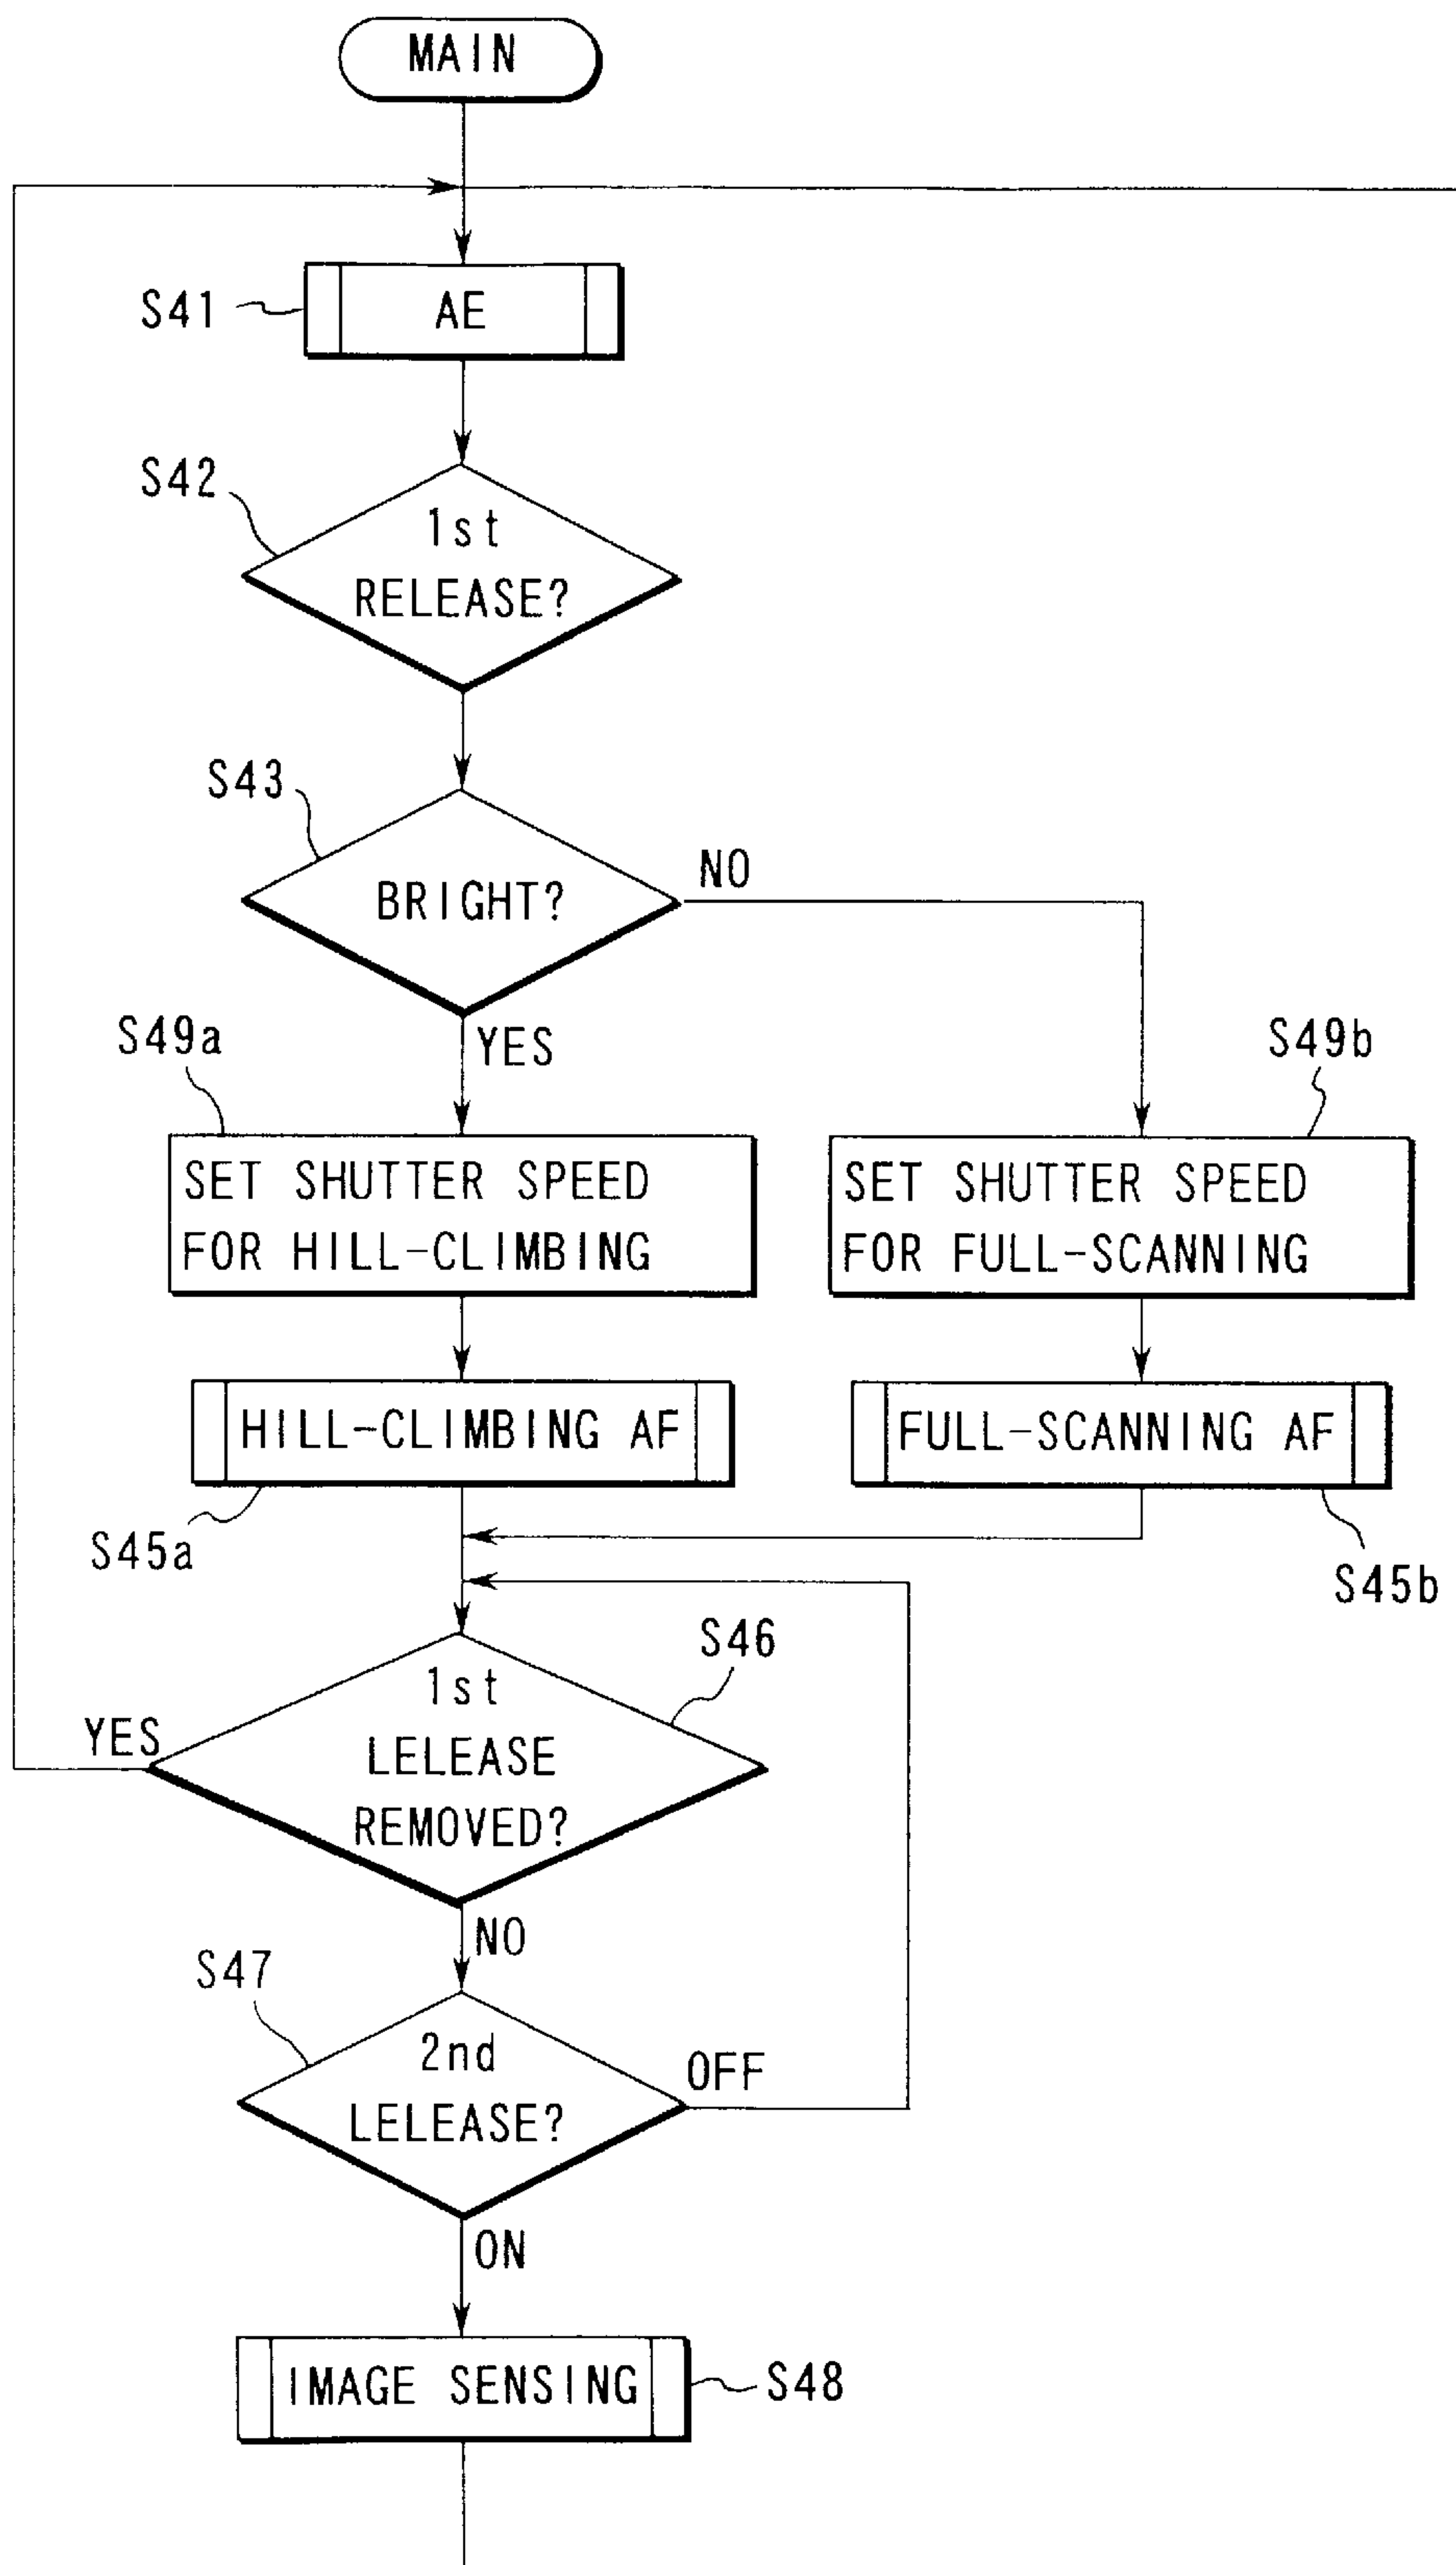 MAIN
S41
AE
S42
1st
RELEASE?
S43
BRIGHT?
NO
YES
S49a
S49b
SET SHUTTER SPEED
FOR HILL-CLIMBING
SET SHUTTER SPEED
FOR FULL-SCANNING
HILL-CLIMBING AF
FULL-SCANNING AF
S45a
S45b
S46
1st
LELEASE
REMOVED?
YES
NO
S47
2nd
LELEASE?
OFF
ON
IMAGE SENSING
S48